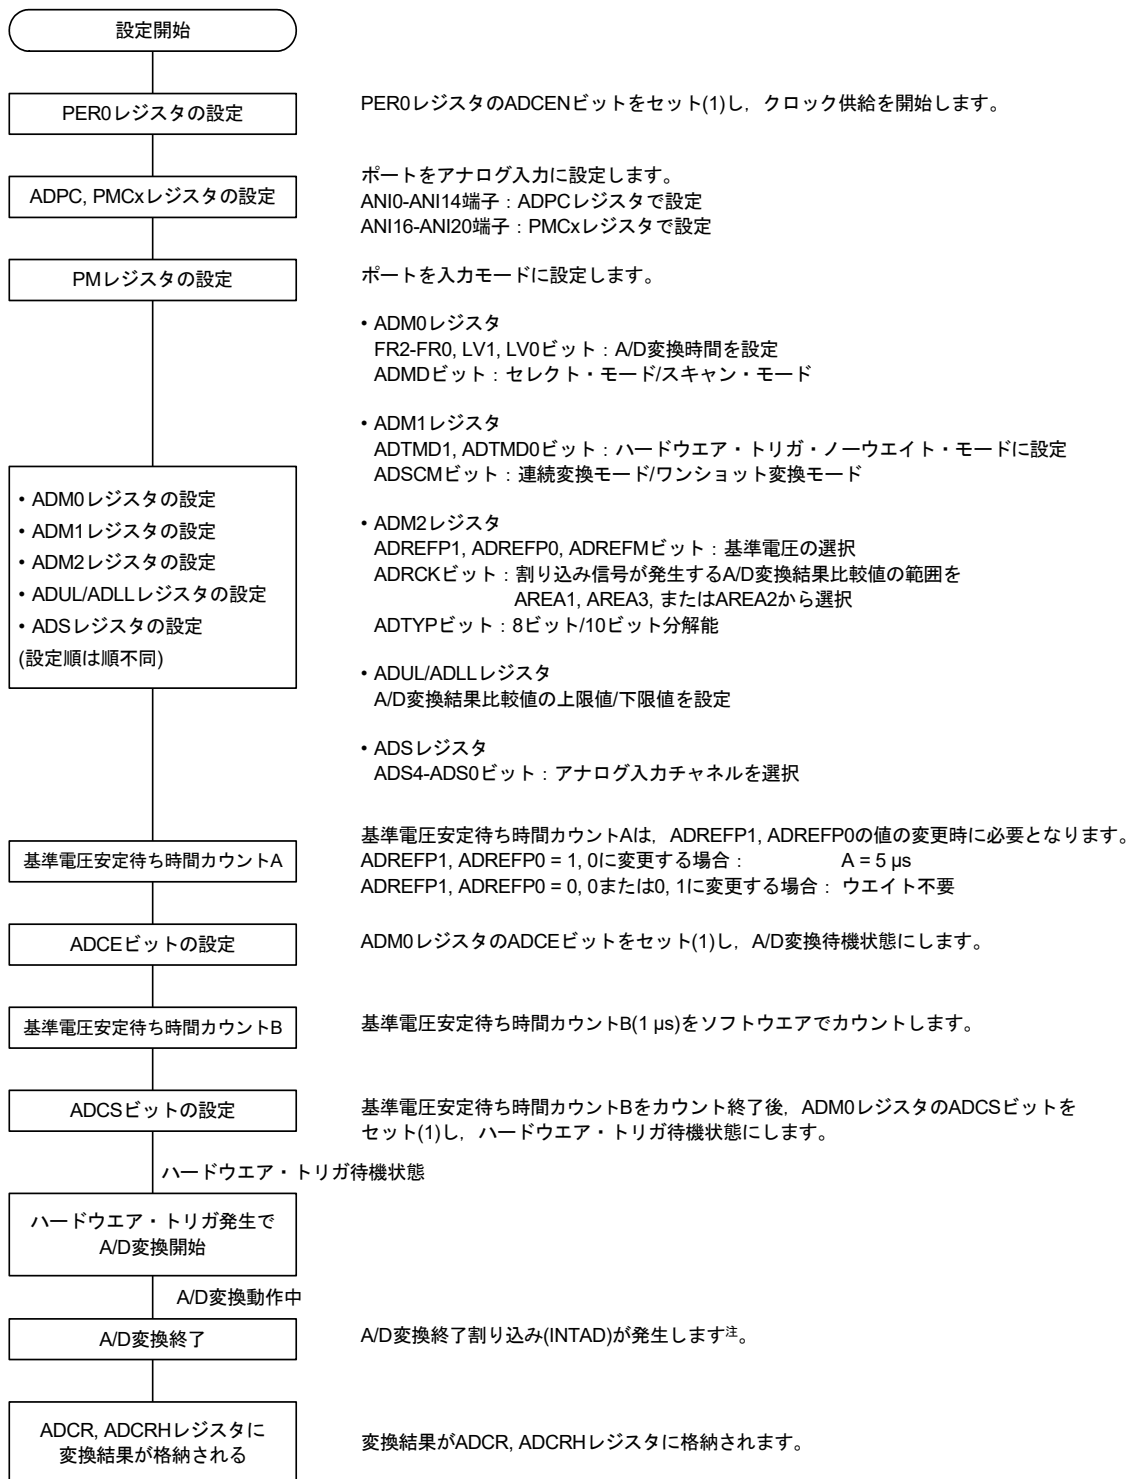 設定開始
PER0レジスタの設定
PER0レジスタのADCENビットをセット(1)し，クロック供給を開始します。
ADPC, PMCxレジスタの設定
ポートをアナログ入力に設定します。
ANI0-ANI14端子：ADPCレジスタで設定
ANI16-ANI20端子：PMCxレジスタで設定
PMレジスタの設定
ポートを入力モードに設定します。
• ADM0レジスタの設定
• ADM1レジスタの設定
• ADM2レジスタの設定
• ADUL/ADLLレジスタの設定
• ADSレジスタの設定
(設定順は順不同)
• ADM0レジスタ
FR2-FR0, LV1, LV0ビット：A/D変換時間を設定
ADMDビット：セレクト・モード/スキャン・モード
• ADM1レジスタ
ADTMD1, ADTMD0ビット：ハードウエア・トリガ・ノーウエイト・モードに設定
ADSCMビット：連続変換モード/ワンショット変換モード
• ADM2レジスタ
ADREFP1, ADREFP0, ADREFMビット：基準電圧の選択
ADRCKビット：割り込み信号が発生するA/D変換結果比較値の範囲を
AREA1, AREA3, またはAREA2から選択
ADTYPビット：8ビット/10ビット分解能
• ADUL/ADLLレジスタ
A/D変換結果比較値の上限値/下限値を設定
• ADSレジスタ
ADS4-ADS0ビット：アナログ入力チャネルを選択
基準電圧安定待ち時間カウントA
基準電圧安定待ち時間カウントAは，ADREFP1, ADREFP0の値の変更時に必要となります。
ADREFP1, ADREFP0 = 1, 0に変更する場合： A = 5 µs
ADREFP1, ADREFP0 = 0, 0または0, 1に変更する場合： ウエイト不要
ADCEビットの設定
ADM0レジスタのADCEビットをセット(1)し，A/D変換待機状態にします。
基準電圧安定待ち時間カウントB
基準電圧安定待ち時間カウントB(1 µs)をソフトウエアでカウントします。
ADCSビットの設定
基準電圧安定待ち時間カウントBをカウント終了後，ADM0レジスタのADCSビットを
セット(1)し，ハードウエア・トリガ待機状態にします。
ハードウエア・トリガ待機状態
ハードウエア・トリガ発生で
A/D変換開始
A/D変換動作中
A/D変換終了
A/D変換終了割り込み(INTAD)が発生します注。
ADCR, ADCRHレジスタに
変換結果が格納される
変換結果がADCR, ADCRHレジスタに格納されます。